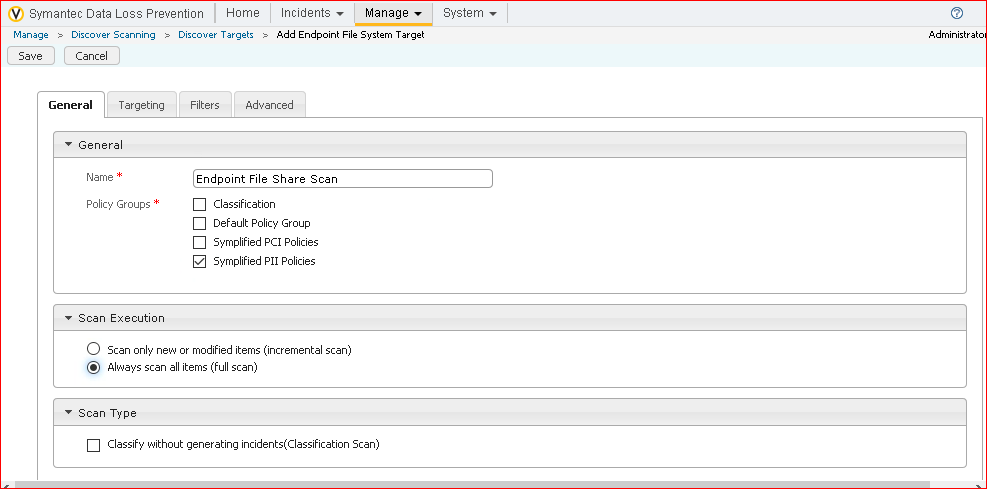 Symantec Data Loss Prevention Home Incidents Manage System
Manage > Discover Scanning > Discover Targets > Add Endpoint File System Target Administrator
Save Cancel
General Targeting Filters Advanced
General
Name * Endpoint File Share Scan
Policy Groups * Classification
Default Policy Group
Symplified PCI Policies
Symplified PII Policies
Scan Execution
Scan only new or modified items (incremental scan)
Always scan all items (full scan)
Scan Type
Classify without generating incidents(Classification Scan)